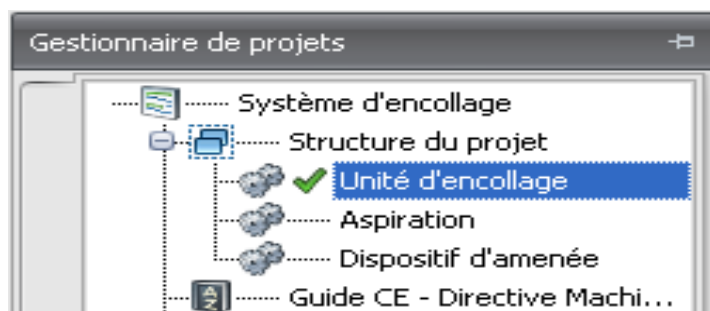 Gestionnaire de projets
Système d'encollage
Structure du projet
Unité d'encollage
Aspiration
Dispositif d'amenée
Guide CE - Directive Machi...